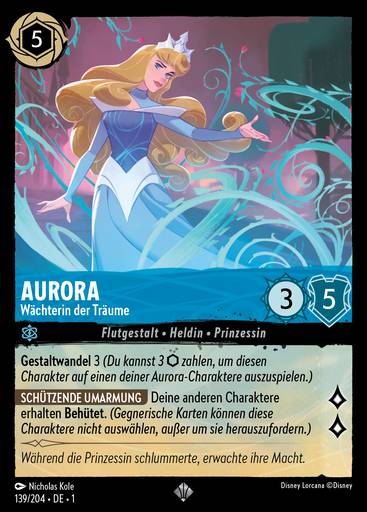 5
AURORA
Wächterin der Träume
3
5
Flutgestalt • Heldin • Prinzessin
Gestaltwandel 3 (Du kannst 3 ⬡ zahlen, um diesen
Charakter auf einen deiner Aurora-Charaktere
auszuspielen.)
SCHÜTZENDE UMARMUNG Deine anderen Charaktere
erhalten Behütet. (Gegnerische Karten können diese
Charaktere nicht auswählen, außer um sie herauszufordern.)
Während die Prinzessin schlummerte, erwachte ihre Macht.
Nicholas Kole
139/204 • DE • 1
Disney Lorcana ©Disney